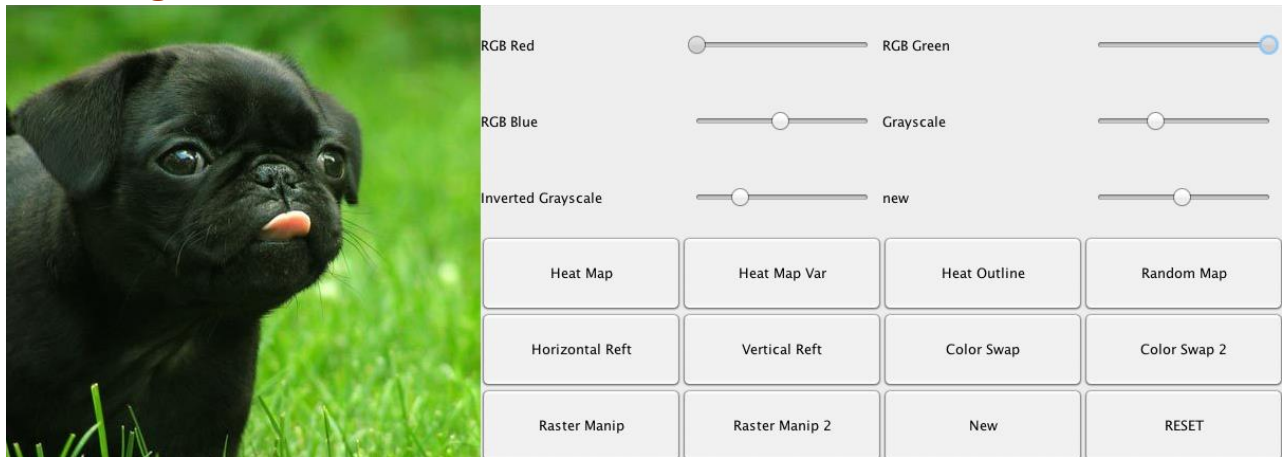 RGB Red RGB Green
RGB Blue Grayscale
Inverted Grayscale new
Heat Map Heat Map Var Heat Outline Random Map
Horizontal Reft Vertical Reft Color Swap Color Swap 2
Raster Manip Raster Manip 2 New RESET